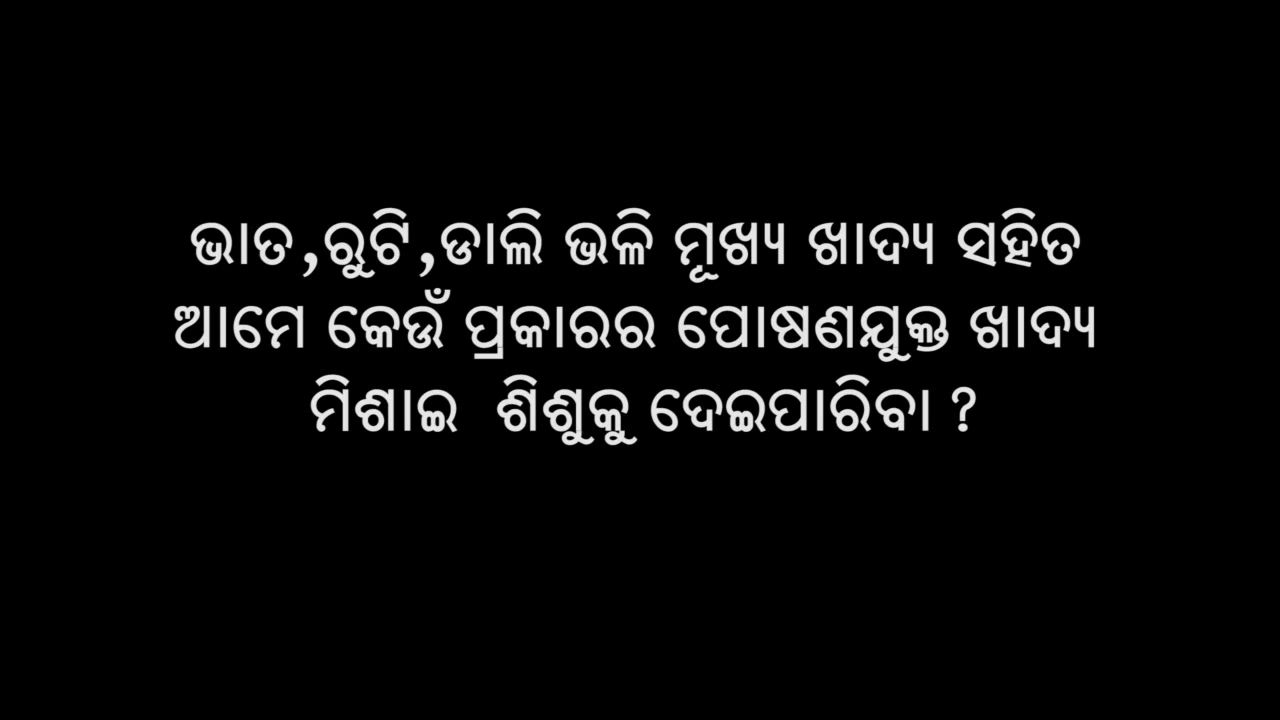 ଭାତ,ରୁଟି,ଡାଲି ଭଳି ମୂଖ୍ୟ ଖାଦ୍ୟ ସହିତ
ଆମେ କେଉଁ ପ୍ରକାରର ପୋଷଣଯୁକ୍ତ ଖାଦ୍ୟ
ମିଶାଇ ଶିଶୁକୁ ଦେଇପାରିବା ?